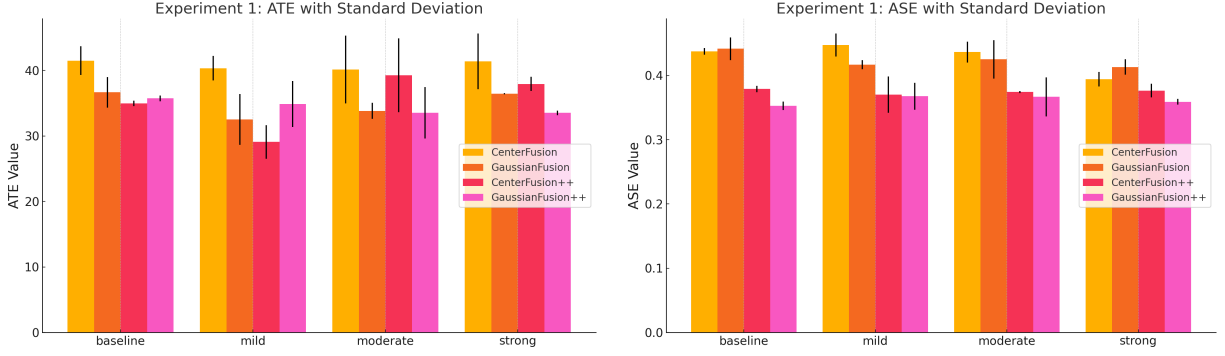 Experiment 1: ATE with Standard Deviation
ATE Value
40
30
20
10
0
baseline
mild
moderate
strong
CenterFusion
GaussianFusion
CenterFusion++
GaussianFusion++
Experiment 1: ASE with Standard Deviation
ASE Value
0.4
0.3
0.2
0.1
0.0
baseline
mild
moderate
strong
CenterFusion
GaussianFusion
CenterFusion++
GaussianFusion++